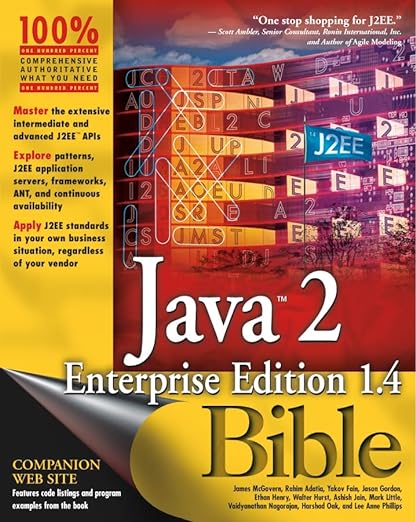 100%
ONE HUNDRED PERCENT
COMPREHENSIVE
AUTHORITATIVE
WHAT YOU NEED
ONE HUNDRED PERCENT
Master the extensive
intermediate and
advanced J2EE™ APIs
Explore patterns,
J2EE application
servers, frameworks,
ANT, and continuous
availability
Apply J2EE standards
in your own business
situation, regardless
of your vendor
“One stop shopping for J2EE.”
— Scott Ambler, Senior Consultant, Ronin International, Inc.
and Author of Agile Modeling
J2EE
Java™ 2
Enterprise Edition 1.4
Bible
COMPANION
WEB SITE
Features code listings and program
examples from the book
James McGovern, Rahim Adatia, Yakov Fain, Jason Gordon,
Ethan Henry, Walter Hurst, Ashish Jain, Mark Little,
Vaidyanathan Nagarajan, Harshad Oak, and Lee Anne Phillips